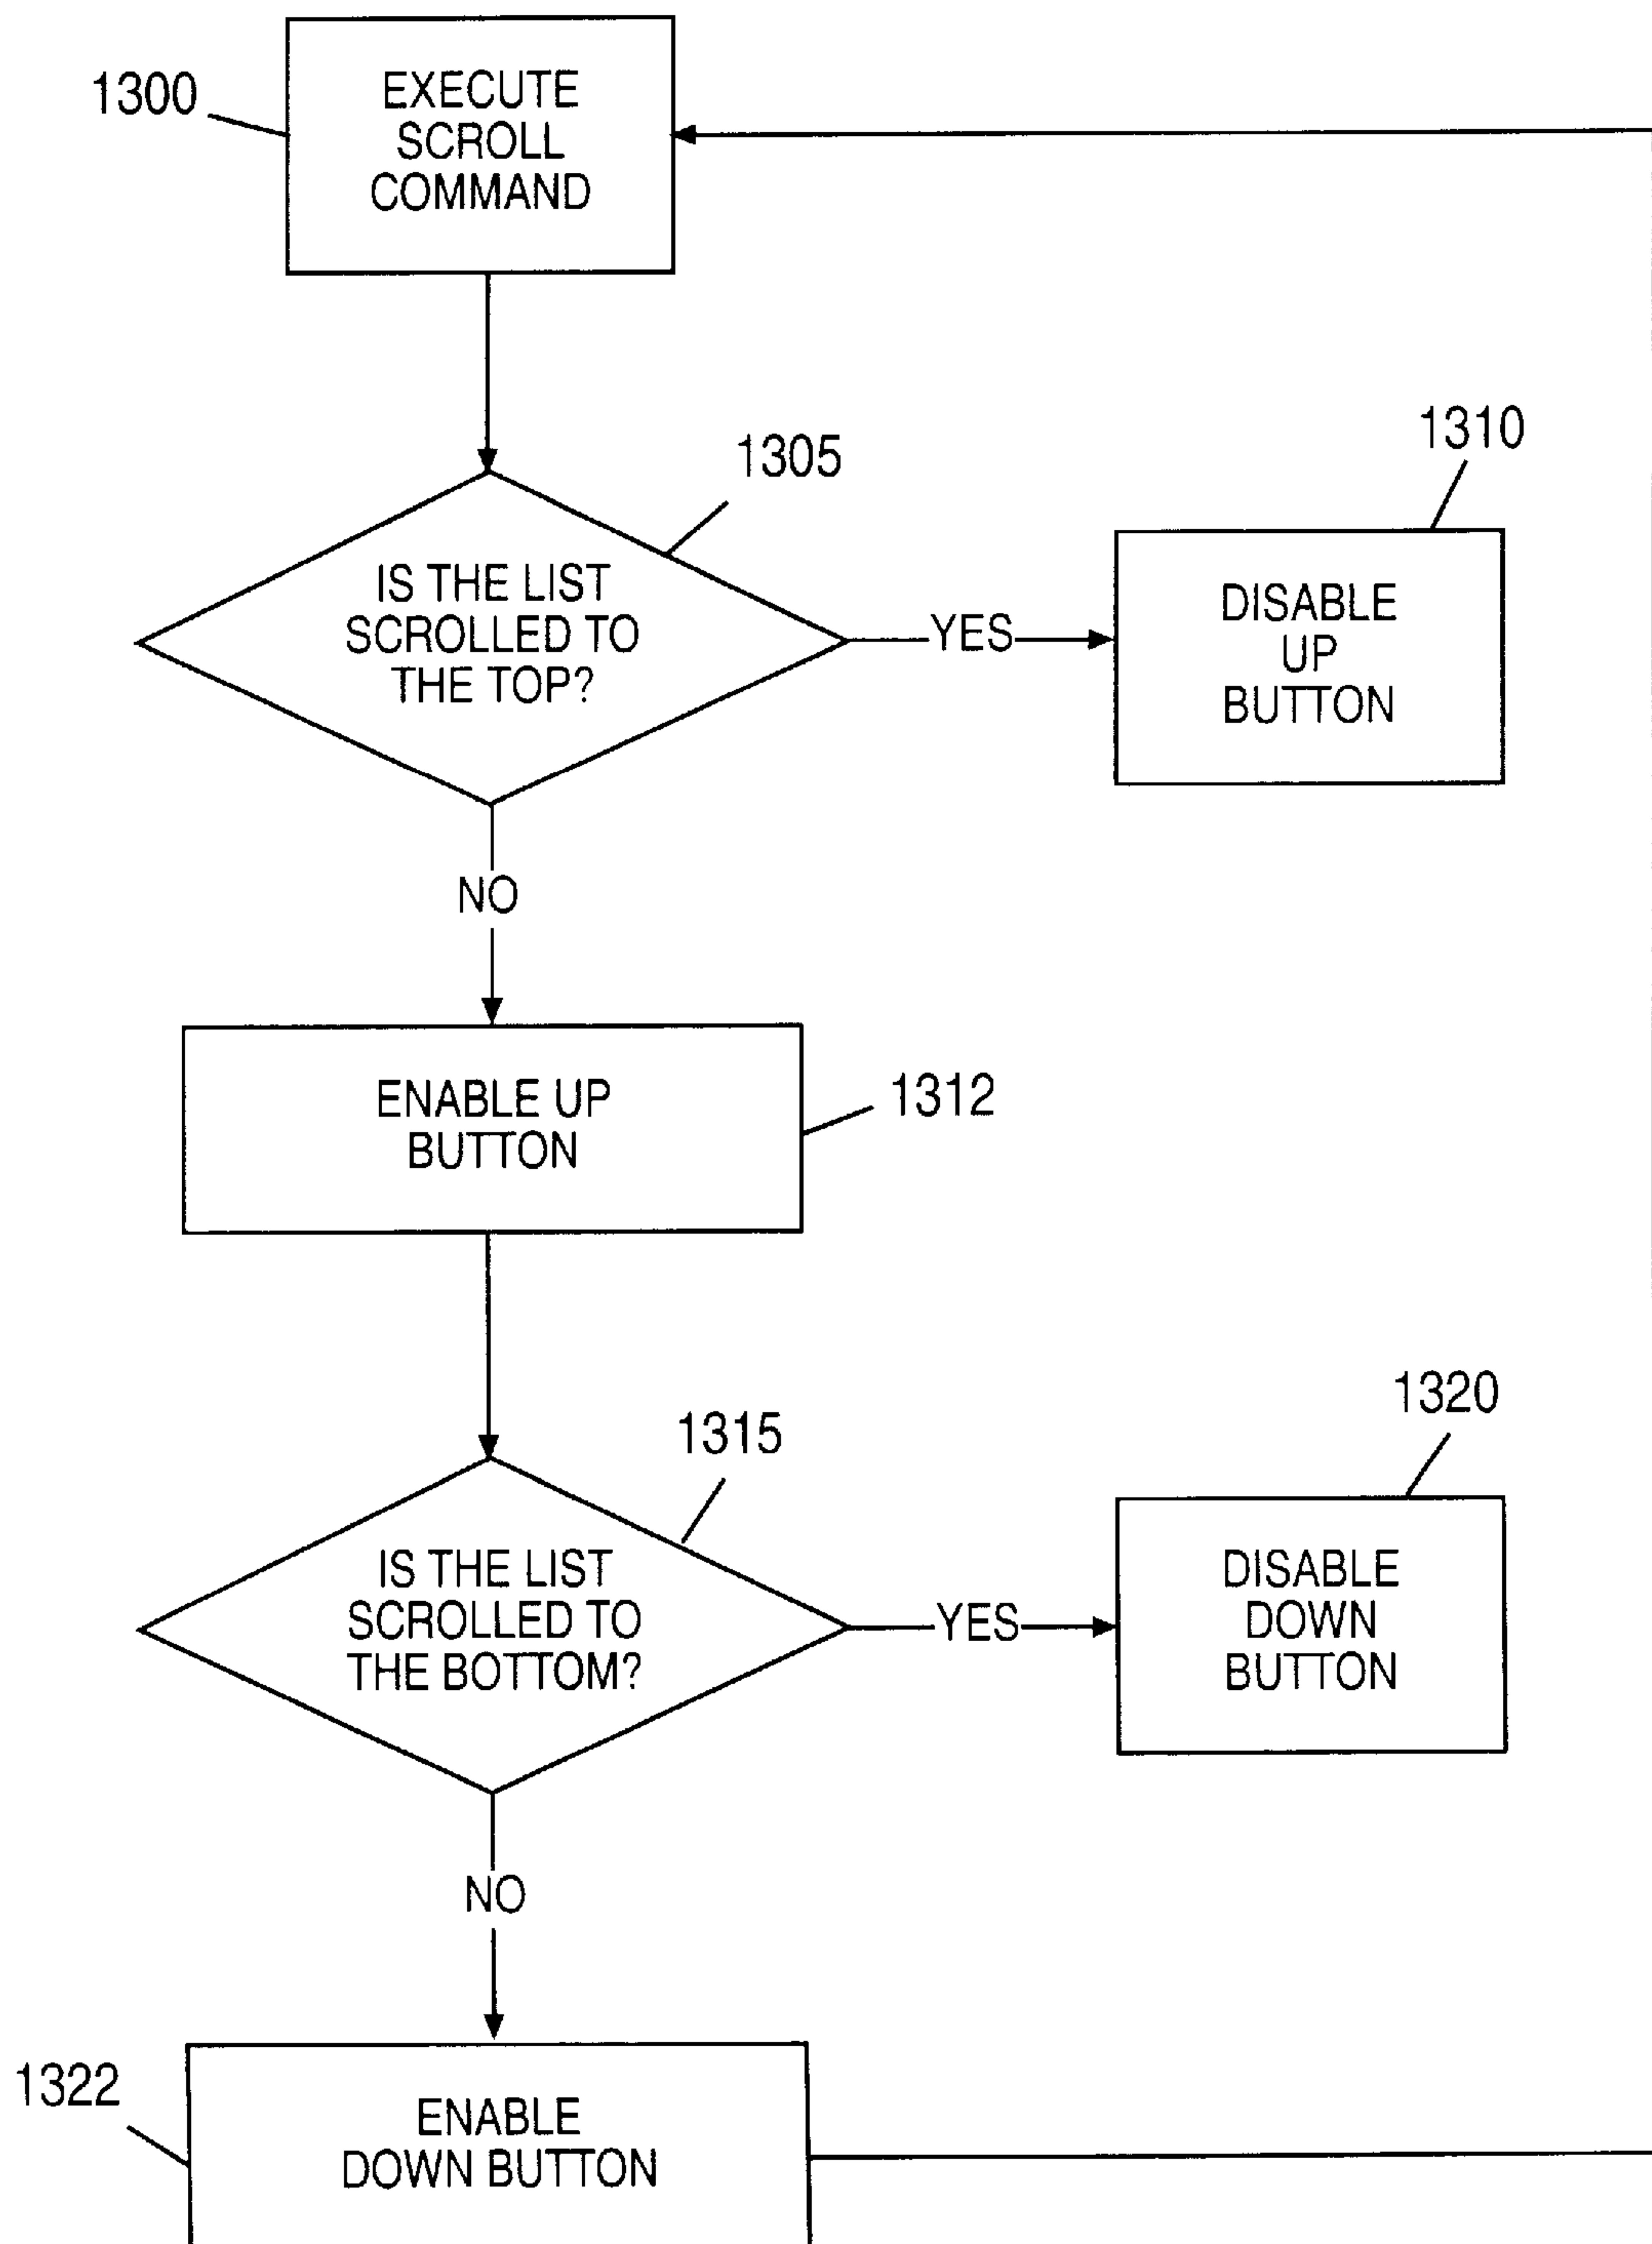 1300
EXECUTE
SCROLL
COMMAND
1305
IS THE LIST
SCROLLED TO
THE TOP?
YES
1310
DISABLE
UP
BUTTON
NO
ENABLE UP
BUTTON
1312
1315
IS THE LIST
SCROLLED TO
THE BOTTOM?
YES
1320
DISABLE
DOWN
BUTTON
NO
1322
ENABLE
DOWN BUTTON